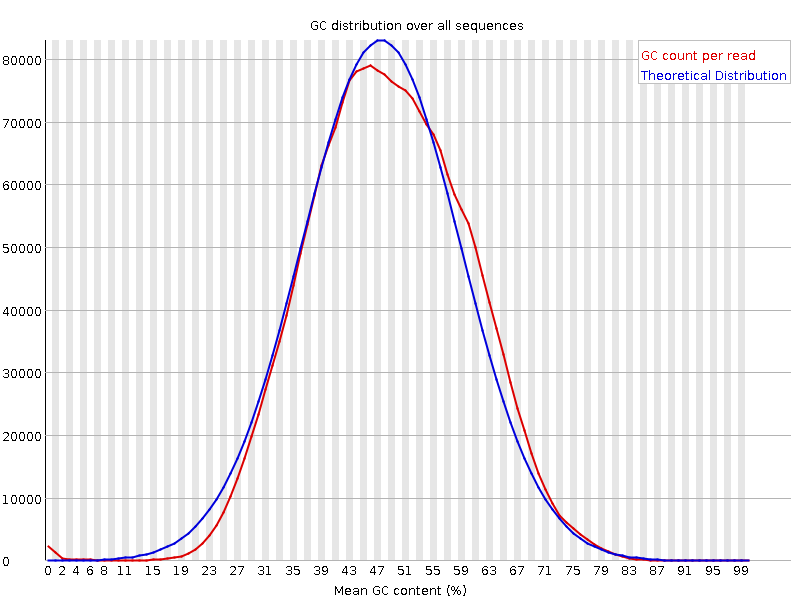 GC distribution over all sequences
GC count per read
Theoretical Distribution
80000
70000
60000
50000
40000
30000
20000
10000
0
0 2 4 6 8 11 15 19 23 27 31 35 39 43 47 51 55 59 63 67 71 75 79 83 87 91 95 99
Mean GC content (%)